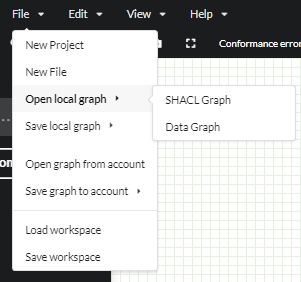 File Edit View Help
Conformance error
New Project
New File
Open local graph
SHACL Graph
Save local graph
Data Graph
Open graph from account
Save graph to account
Load workspace
Save workspace